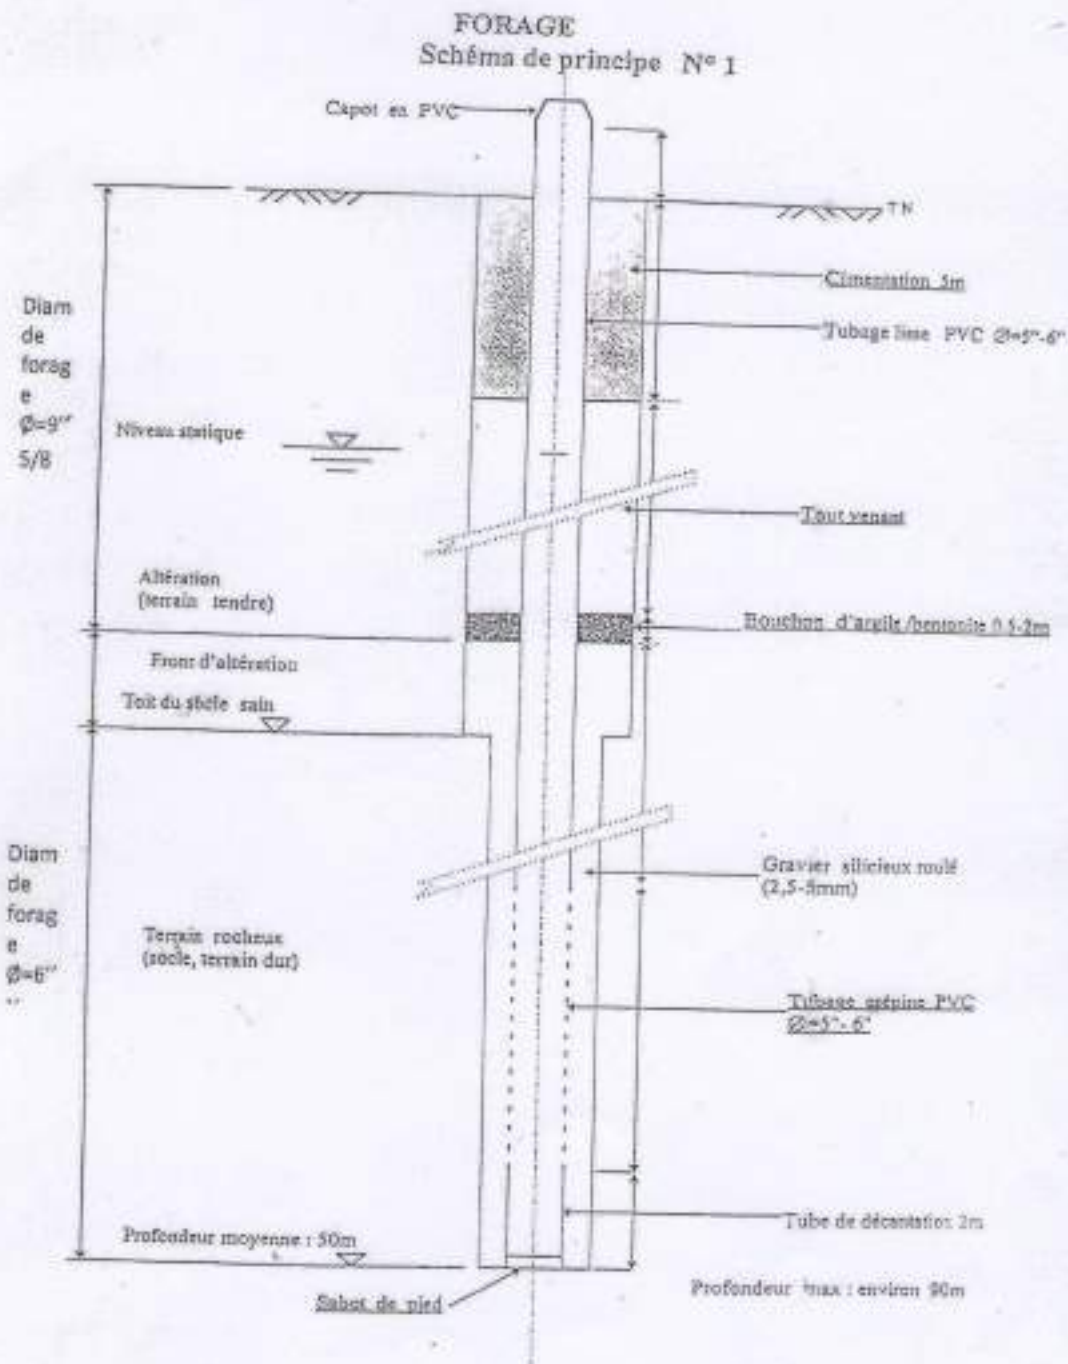 FORAGE
Schéma de principe N° 1
Capot en PVC
TN
Cimentation 5m
Tubage lisse PVC Ø=5"-6"
Diam
de
forag
e
Ø=9"
5/8
Niveau statique
Tout venant
Altération
(terrain tendre)
Bouchon d'argile/bentonite 0.5-2m
Front d'altération
Toit du socle sain
Diam
de
forag
e
Ø=6"
"
Gravier silicieux roulé
(2,5-5mm)
Terrain rocheux
(socle, terrain dur)
Tubage crépine PVC
Ø=5"- 6"
Profondeur moyenne : 50m
Tube de décantation 2m
Sabot de pied
Profondeur max : environ 90m